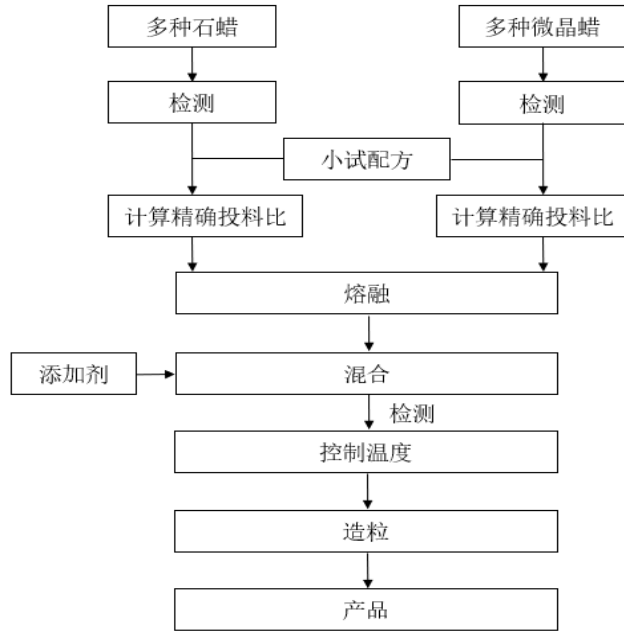 多种石蜡
多种微晶蜡
检测
检测
小试配方
计算精确投料比
计算精确投料比
熔融
添加剂
混合
检测
控制温度
造粒
产品